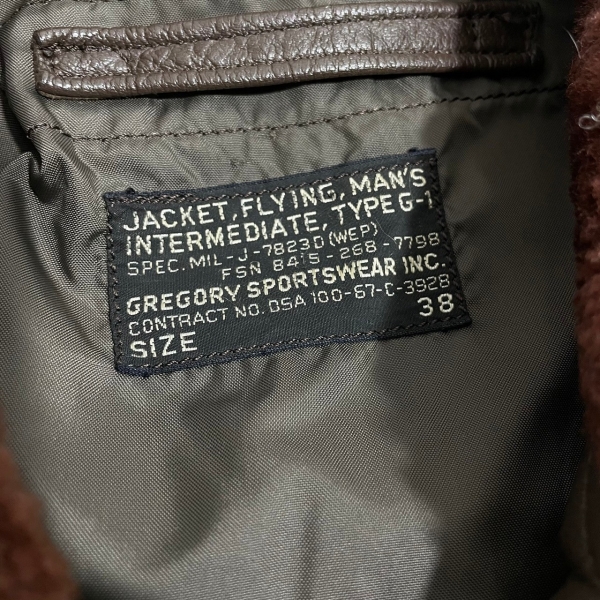 JACKET, FLYING, MAN'S
INTERMEDIATE, TYPE G-1
SPEC. MIL-J-7823D (WEP)
FSN 8415-268-7798
GREGORY SPORTSWEAR INC.
CONTRACT NO. DSA 100-67-C-3928
SIZE 38